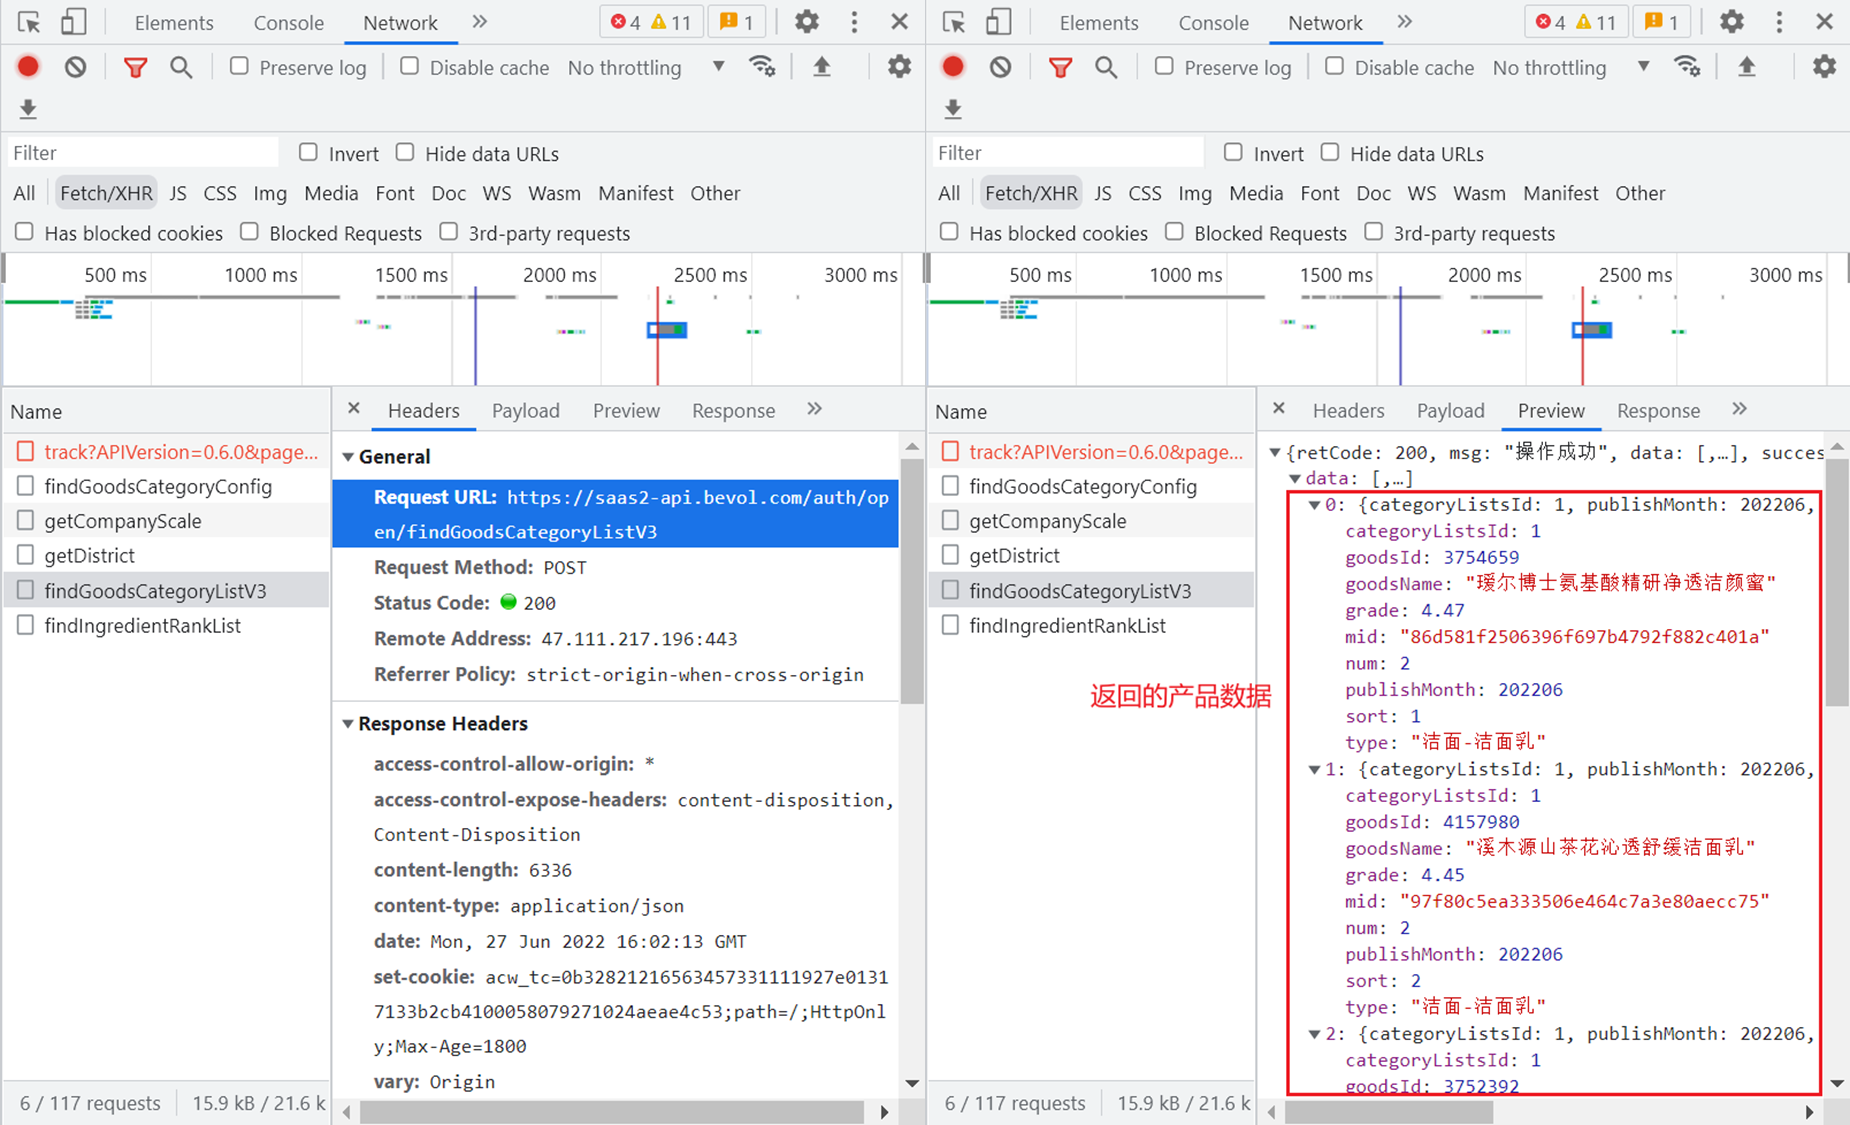 Elements Console Network 4 11 1
Preserve log Disable cache No throttling
Filter Invert Hide data URLs
All Fetch/XHR JS CSS Img Media Font Doc WS Wasm Manifest Other
Has blocked cookies Blocked Requests 3rd-party requests
500 ms 1000 ms 1500 ms 2000 ms 2500 ms 3000 ms
Name
track?APIVersion=0.6.0&page...
findGoodsCategoryConfig
getCompanyScale
getDistrict
findGoodsCategoryListV3
findIngredientRankList
6 / 117 requests 15.9 kB / 21.6 k
Headers Payload Preview Response
General
Request URL: https://saas2-api.bevol.com/auth/op
en/findGoodsCategoryListV3
Request Method: POST
Status Code: 200
Remote Address: 47.111.217.196:443
Referrer Policy: strict-origin-when-cross-origin
Response Headers
access-control-allow-origin: *
access-control-expose-headers: content-disposition,
Content-Disposition
content-length: 6336
content-type: application/json
date: Mon, 27 Jun 2022 16:02:13 GMT
set-cookie: acw_tc=0b32821216563457331111927e0131
7133b2cb4100058079271024aeae4c53;path=/;HttpOnl
y;Max-Age=1800
vary: Origin
Elements Console Network 4 11 1
Preserve log Disable cache No throttling
Filter Invert Hide data URLs
All Fetch/XHR JS CSS Img Media Font Doc WS Wasm Manifest Other
Has blocked cookies Blocked Requests 3rd-party requests
500 ms 1000 ms 1500 ms 2000 ms 2500 ms 3000 ms
Name
track?APIVersion=0.6.0&page...
findGoodsCategoryConfig
getCompanyScale
getDistrict
findGoodsCategoryListV3
findIngredientRankList
返回的产品数据
6 / 117 requests 15.9 kB / 21.6 k
Headers Payload Preview Response
{retCode: 200, msg: "操作成功", data: [,…], succes
data: [,…]
0: {categoryListsId: 1, publishMonth: 202206,
categoryListsId: 1
goodsId: 3754659
goodsName: "瑷尔博士氨基酸精研净透洁颜蜜"
grade: 4.47
mid: "86d581f2506396f697b4792f882c401a"
num: 2
publishMonth: 202206
sort: 1
type: "洁面-洁面乳"
1: {categoryListsId: 1, publishMonth: 202206,
categoryListsId: 1
goodsId: 4157980
goodsName: "溪木源山茶花沁透舒缓洁面乳"
grade: 4.45
mid: "97f80c5ea333506e464c7a3e80aecc75"
num: 2
publishMonth: 202206
sort: 2
type: "洁面-洁面乳"
2: {categoryListsId: 1, publishMonth: 202206,
categoryListsId: 1
goodsId: 3752392